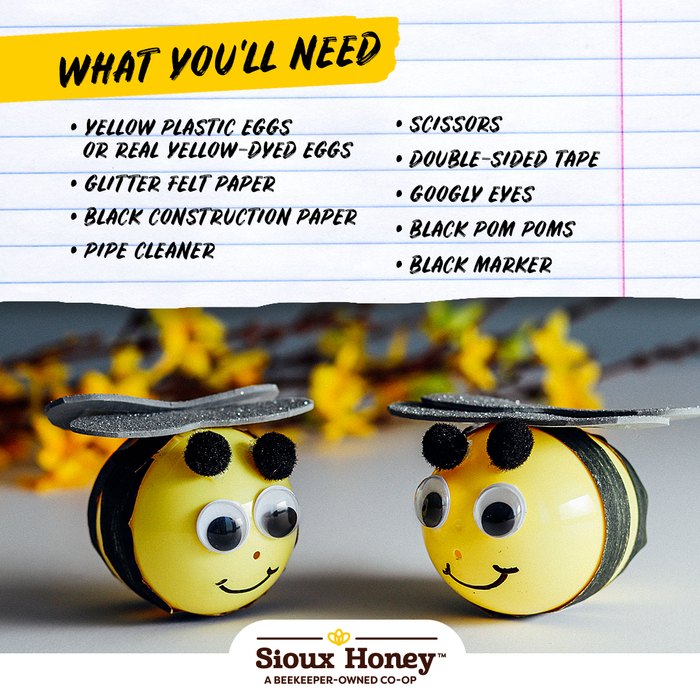 WHAT YOU'LL NEED
• YELLOW PLASTIC EGGS
OR REAL YELLOW-DYED EGGS
• GLITTER FELT PAPER
• BLACK CONSTRUCTION PAPER
• PIPE CLEANER
• SCISSORS
• DOUBLE-SIDED TAPE
• GOOGLY EYES
• BLACK POM POMS
• BLACK MARKER
Sioux Honey™
A BEEKEEPER-OWNED CO-OP